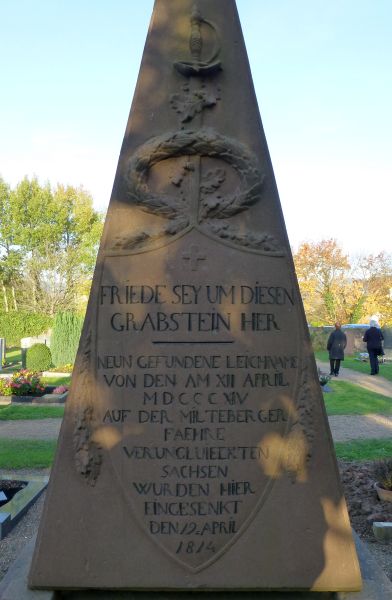 FRIEDE SEY UM DIESEN
GRABSTEIN HER
NEUN GEFUNDENE LEICHNAME
VON DEN AM XII APRIL
MDCCCXIV
AUF DER MILTEBERGER
FAEHRE
VERUNGLUECKTEN
SACHSEN
WURDEN HIER
EINGESENKT
DEN 19 APRIL
1814